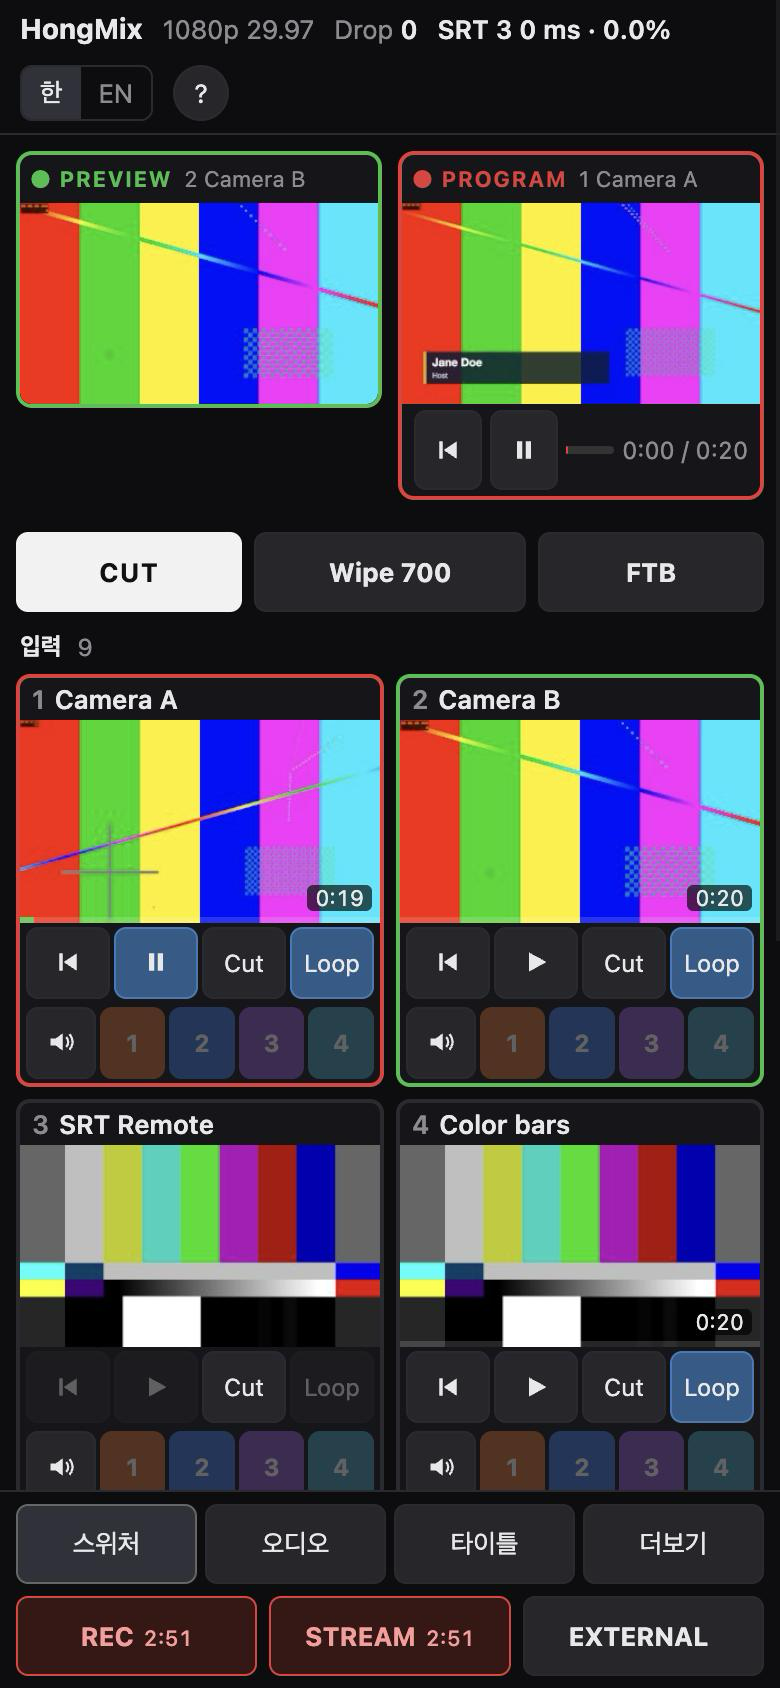 HongMix 1080p 29.97 Drop 0 SRT 3 0 ms · 0.0%
한 EN ?
PREVIEW 2 Camera B
PROGRAM 1 Camera A
Jane Doe
Host
0:00 / 0:20
CUT Wipe 700 FTB
입력 9
1 Camera A
0:19
Cut Loop
1 2 3 4
2 Camera B
0:20
Cut Loop
1 2 3 4
3 SRT Remote
Cut Loop
1 2 3 4
4 Color bars
0:20
Cut Loop
1 2 3 4
스위처 오디오 타이틀 더보기
REC 2:51 STREAM 2:51 EXTERNAL